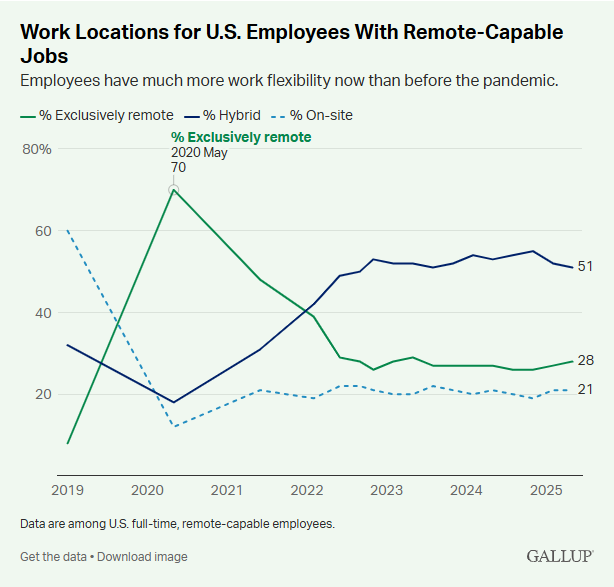 Work Locations for U.S. Employees With Remote-Capable
Jobs
Employees have much more work flexibility now than before the pandemic.
% Exclusively remote % Hybrid % On-site
% Exclusively remote
2020 May
70
80%
60
40
20
51
28
21
2019 2020 2021 2022 2023 2024 2025
Data are among U.S. full-time, remote-capable employees.
Get the data • Download image
GALLUP®